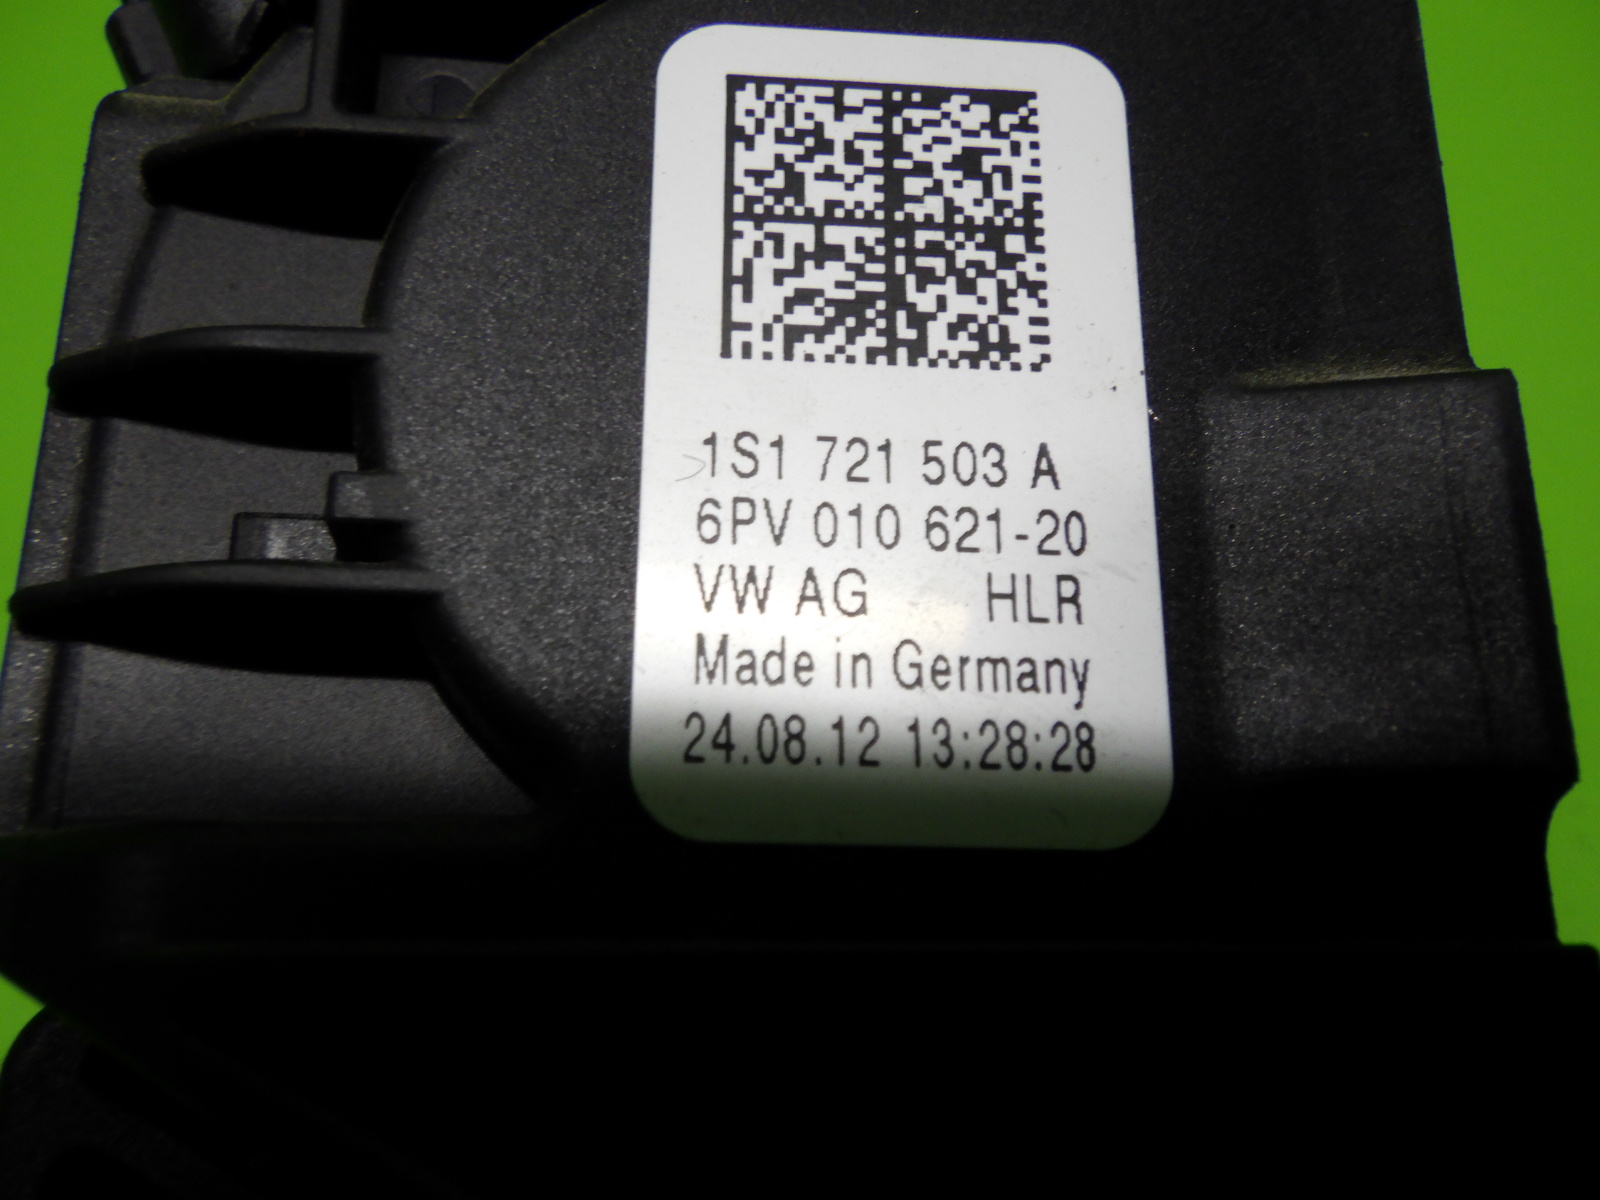 1S1 721 503 A
6PV 010 621-20
VW AG HLR
Made in Germany
24.08.12 13:28:28